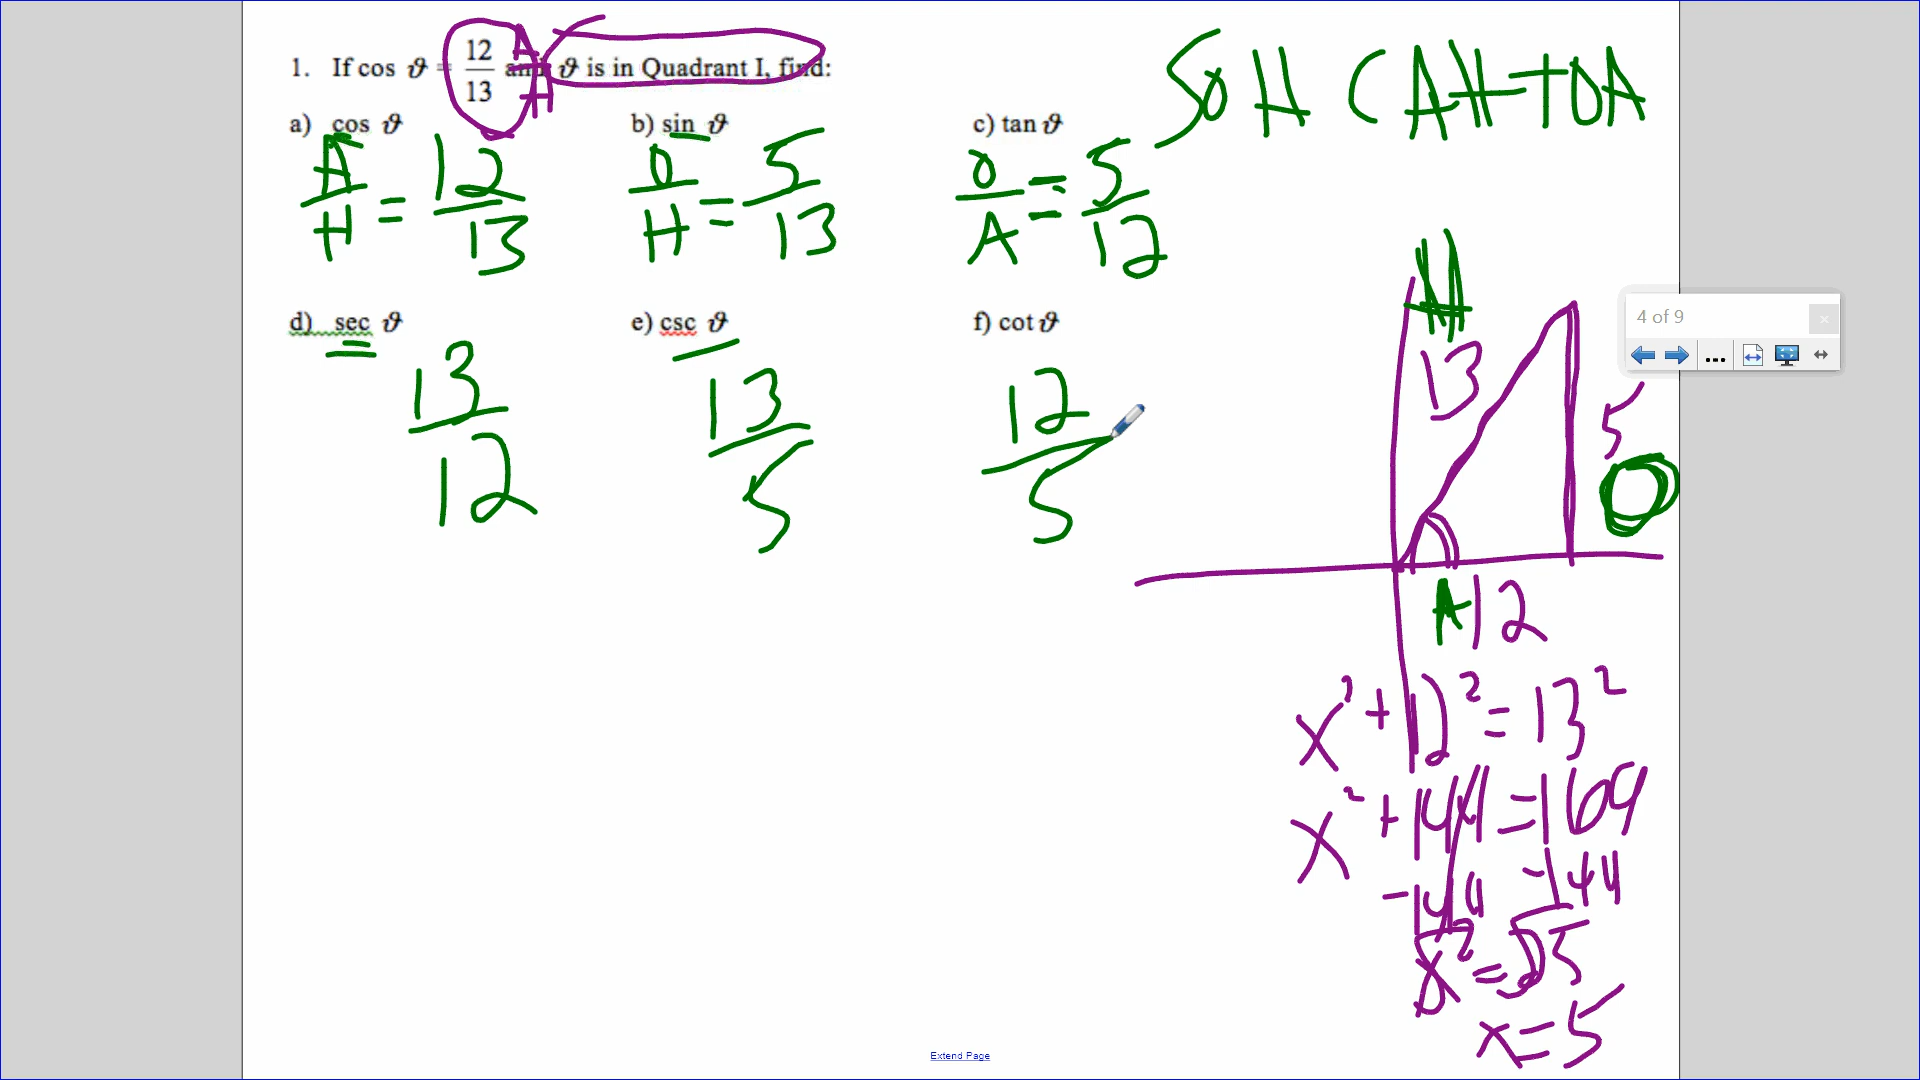 1. If cos ϑ = 12/13 and ϑ is in Quadrant I, find:
A
H
SOH CAH TOA
a) cos ϑ
b) sin ϑ
c) tan ϑ
A/H = 12/13
O/H = 5/13
O/A = 5/12
d) sec ϑ
e) csc ϑ
f) cot ϑ
13/12
13/5
12/5
H
13
5
O
A 12
x² + 12² = 13²
x² + 144 = 169
-144 -144
√x² = √25
x = 5
4 of 9
Extend Page